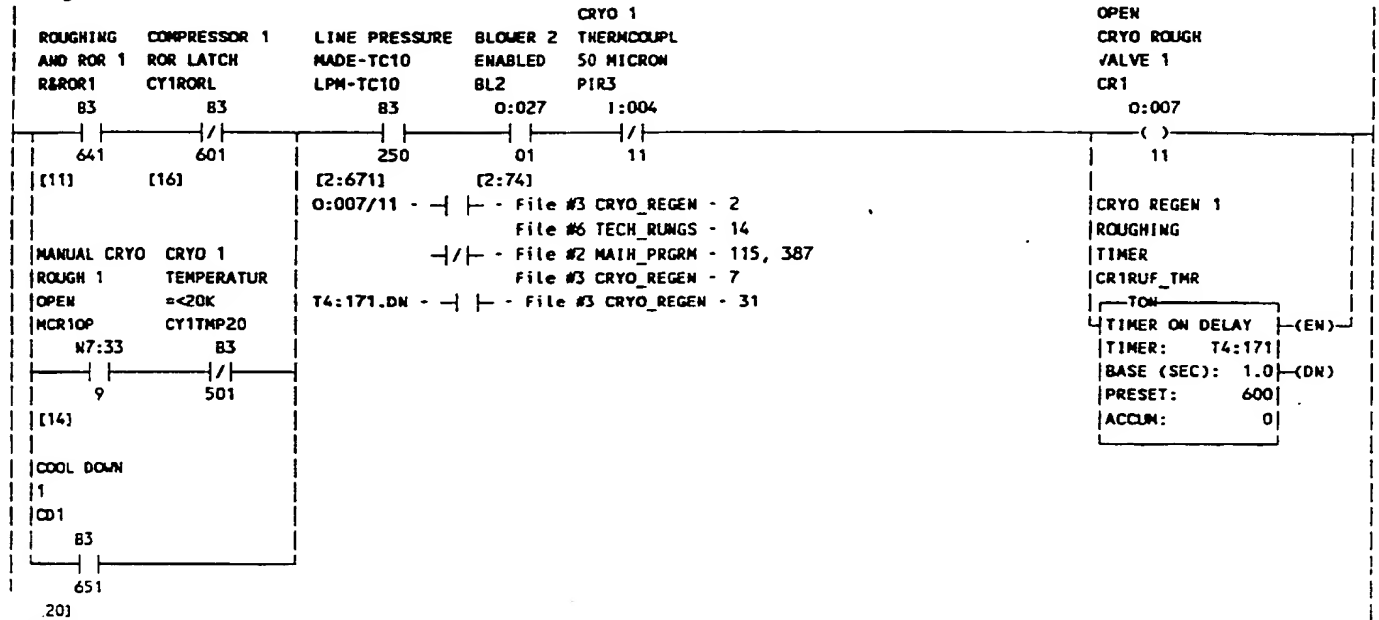 CRYO 1 OPEN
ROUGHING COMPRESSOR 1 LINE PRESSURE BLOWER 2 THERMCOUPL CRYO ROUGH
AND ROR 1 ROR LATCH MADE-TC10 ENABLED 50 MICRON VALVE 1
R&ROR1 CY1RORL LPM-TC10 BL2 PIR3 CR1
B3 B3 B3 O:027 I:004 O:007
641 601 250 01 11 11
[11] [16] [2:671] [2:74]
O:007/11 - -| |- - File #3 CRYO_REGEN - 2 CRYO REGEN 1
File #6 TECH_RUNGS - 14 ROUGHING
MANUAL CRYO CRYO 1 -|/|- - File #2 MAIH_PRGRM - 115, 387 TIMER
ROUGH 1 TEMPERATUR File #3 CRYO_REGEN - 7 CR1RUF_TMR
OPEN =<20K T4:171.DN - -| |- - File #3 CRYO_REGEN - 31 TON
MCR1OP CY1TMP20 TIMER ON DELAY (EN)
N7:33 B3 TIMER: T4:171
9 501 BASE (SEC): 1.0 (DN)
PRESET: 600
[14] ACCUM: 0
COOL DOWN
1
CD1
B3
651
20]